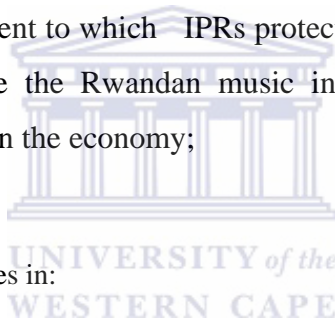 ent to which IPRs protec
e the Rwandan music in
n the economy;
UNIVERSITY of the
es in:
WESTERN CAPE